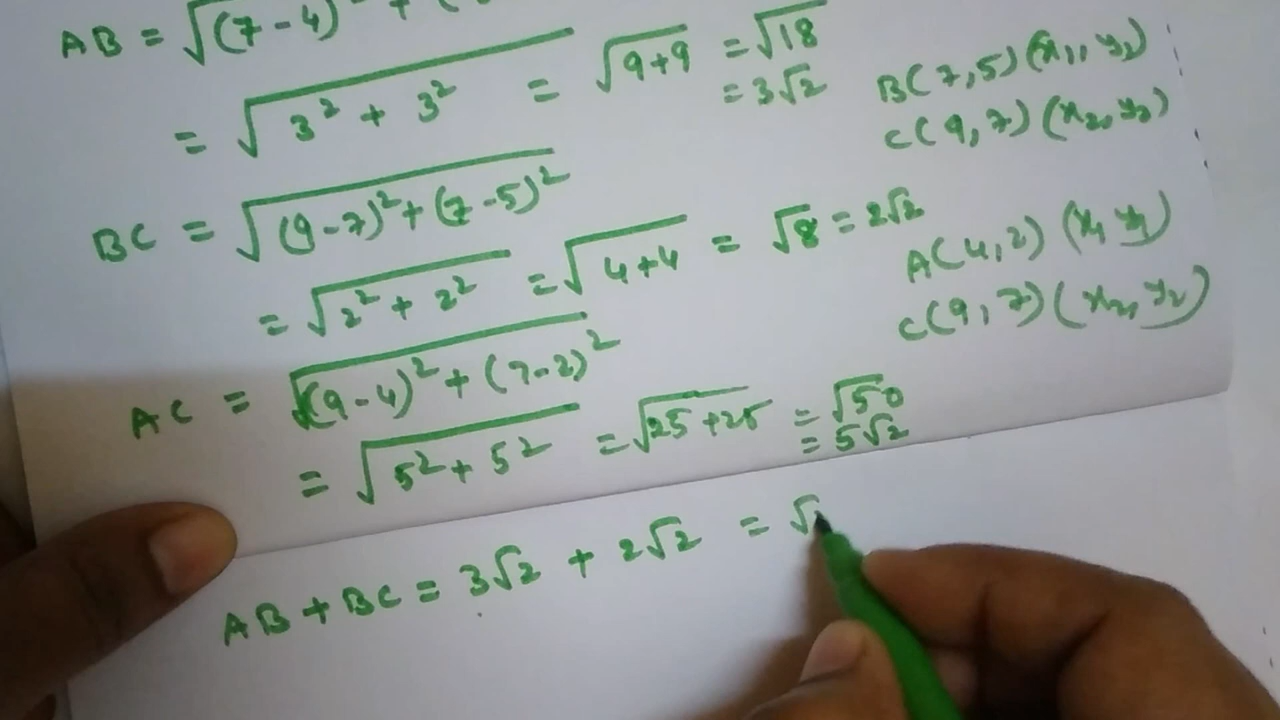 AB = √(7-4)² + (
= √3² + 3² = √9+9 = √18
= 3√2
B(7,5) (x₁, y₁)
C(9,7) (x₂, y₂)
BC = √(9-7)² + (7-5)²
= √2² + 2² = √4+4 = √8 = 2√2
A(4,2) (x₁ y₁)
C(9,7) (x₂, y₂)
AC = √(9-4)² + (7-2)²
= √5² + 5² = √25+25 = √50
= 5√2
AB + BC = 3√2 + 2√2 = √